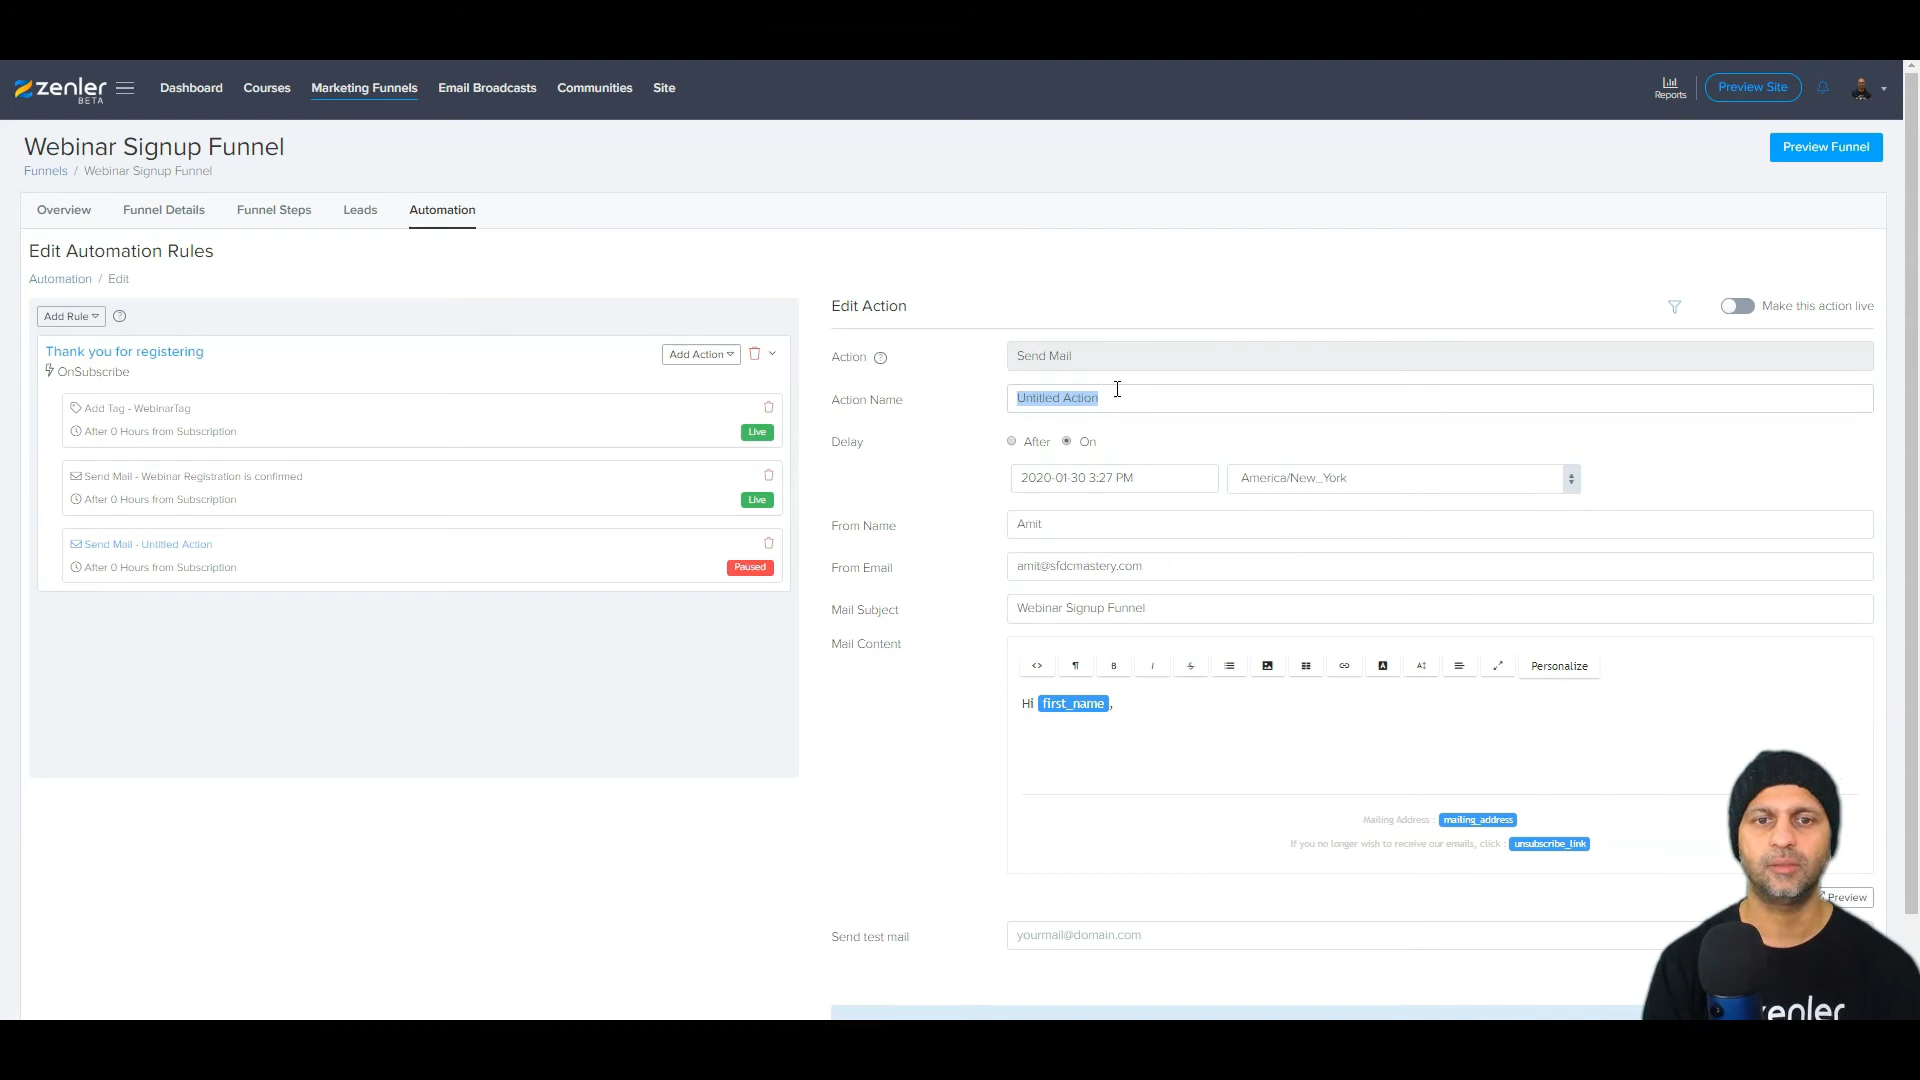 zenler
BETA
Dashboard
Courses
Marketing Funnels
Email Broadcasts
Communities
Site
Reports
Preview Site
Webinar Signup Funnel
Funnels / Webinar Signup Funnel
Preview Funnel
Overview
Funnel Details
Funnel Steps
Leads
Automation
Edit Automation Rules
Automation / Edit
Add Rule
Thank you for registering
OnSubscribe
Add Action
Add Tag - WebinarTag
After 0 Hours from Subscription
Live
Send Mail - Webinar Registration is confirmed
After 0 Hours from Subscription
Live
Send Mail - Untitled Action
After 0 Hours from Subscription
Paused
Edit Action
Make this action live
Action
Send Mail
Action Name
Untitled Action
Delay
After On
2020-01-30 3:27 PM
America/New_York
From Name
Amit
From Email
amit@sfdcmastery.com
Mail Subject
Webinar Signup Funnel
Mail Content
Personalize
Hi first_name,
Mailing Address : mailing_address
If you no longer wish to receive our emails, click : unsubscribe_link
Preview
Send test mail
yourmail@domain.com
zenler